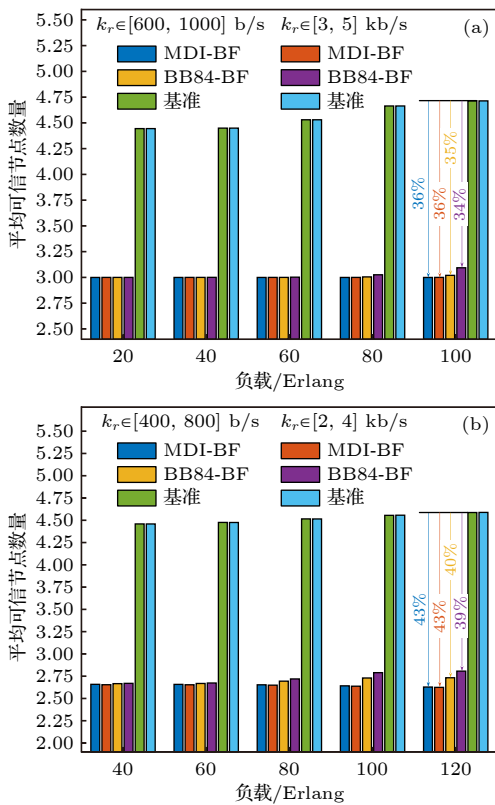 k_r∈[600, 1000] b/s k_r∈[3, 5] kb/s (a)
MDI-BF MDI-BF
BB84-BF BB84-BF
基准 基准
平均可信节点数量
5.50
5.25
5.00
4.75
4.50
4.25
4.00
3.75
3.50
3.25
3.00
2.75
2.50
36%
36%
35%
34%
20 40 60 80 100
负载/Erlang
k_r∈[400, 800] b/s k_r∈[2, 4] kb/s (b)
MDI-BF MDI-BF
BB84-BF BB84-BF
基准 基准
平均可信节点数量
5.50
5.25
5.00
4.75
4.50
4.25
4.00
3.75
3.50
3.25
3.00
2.75
2.50
2.25
2.00
43%
43%
40%
39%
40 60 80 100 120
负载/Erlang